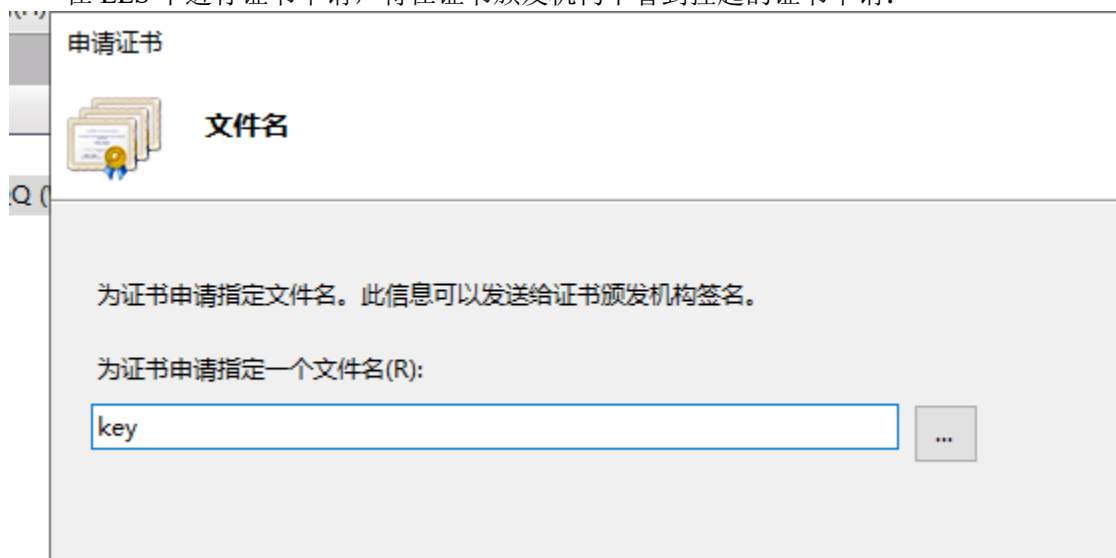 申请证书
文件名
Q (
为证书申请指定文件名。此信息可以发送给证书颁发机构签名。
为证书申请指定一个文件名(R):
key
...